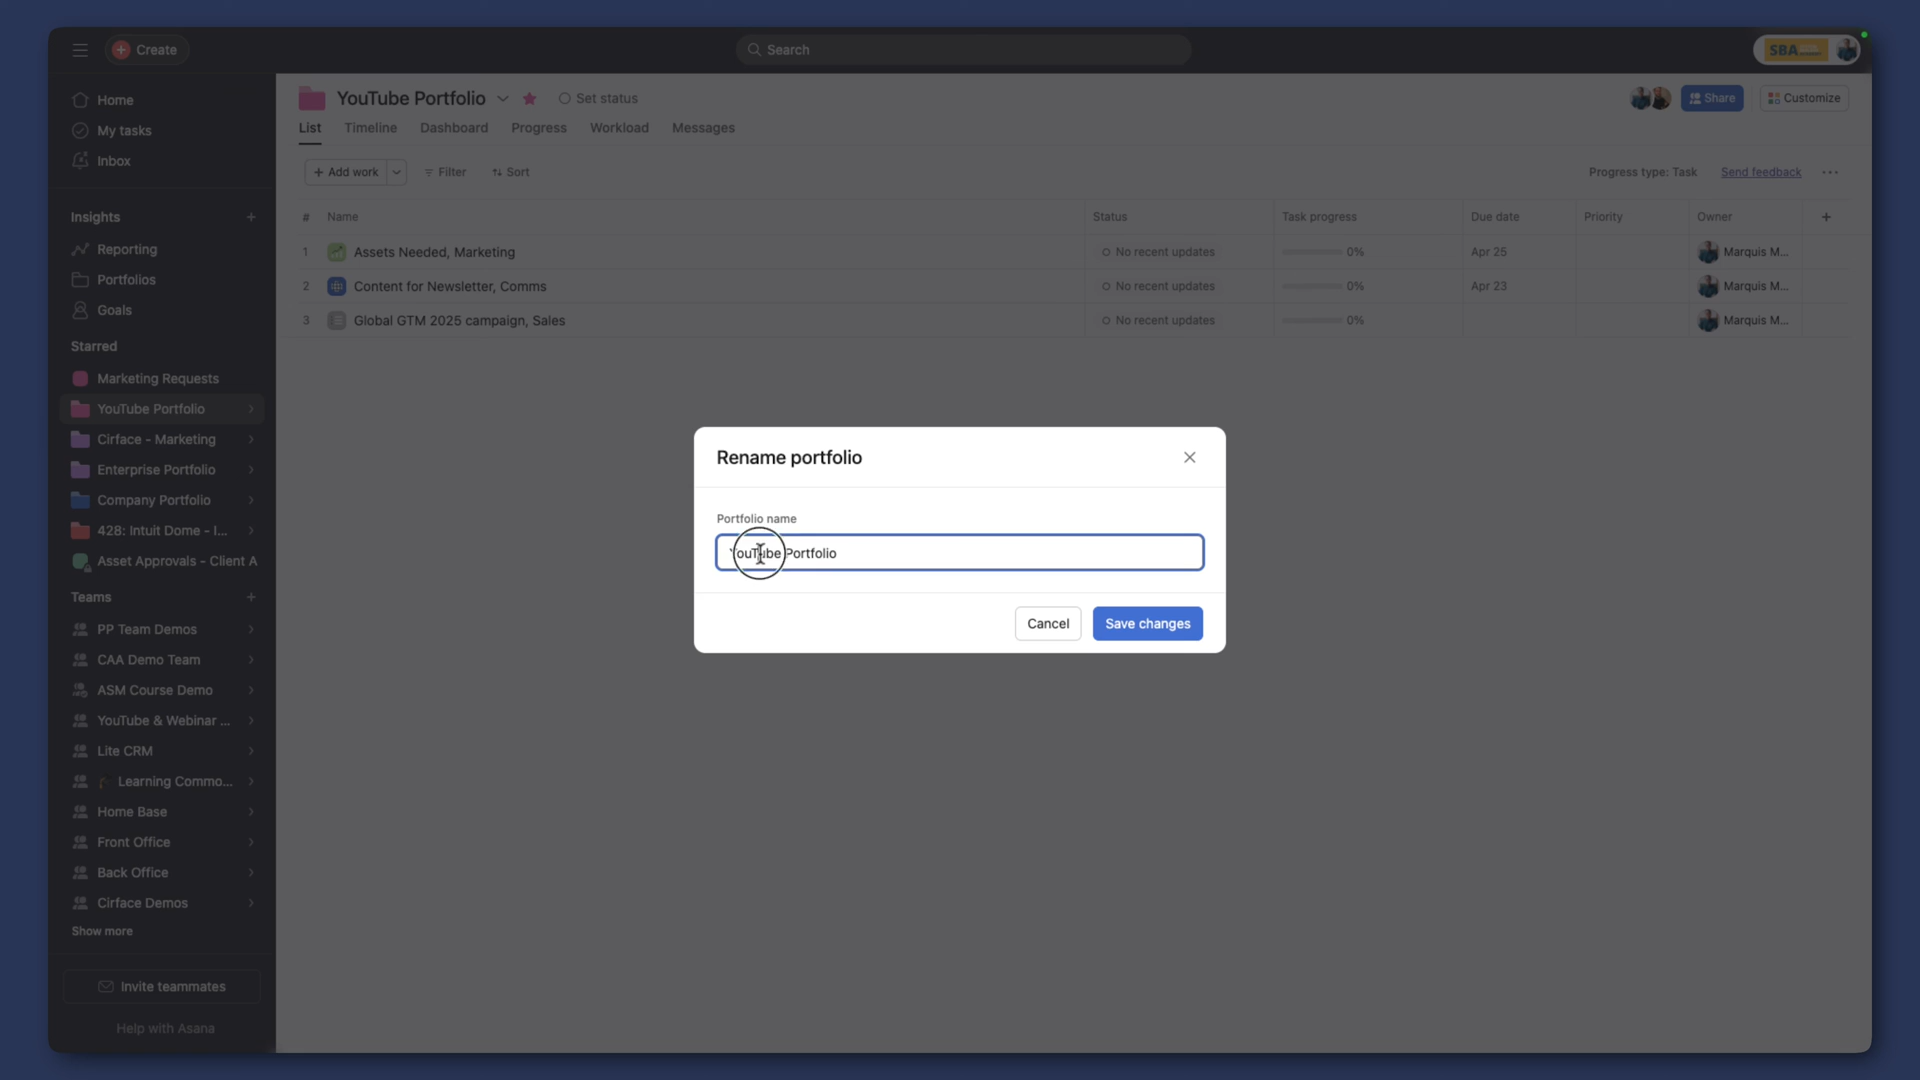 Create
Search
SBA
Home
My tasks
Inbox
Insights
Reporting
Portfolios
Goals
Starred
Marketing Requests
YouTube Portfolio
Cirface - Marketing
Enterprise Portfolio
Company Portfolio
428: Intuit Dome - I...
Asset Approvals - Client A
Teams
PP Team Demos
CAA Demo Team
ASM Course Demo
YouTube & Webinar ...
Lite CRM
Learning Commo...
Home Base
Front Office
Back Office
Cirface Demos
Show more
Invite teammates
Help with Asana
YouTube Portfolio Set status
Share Customize
List Timeline Dashboard Progress Workload Messages
Add work Filter Sort
Progress type: Task Send feedback
# Name Status Task progress Due date Priority Owner
1 Assets Needed, Marketing No recent updates 0% Apr 25 Marquis M...
2 Content for Newsletter, Comms No recent updates 0% Apr 23 Marquis M...
3 Global GTM 2025 campaign, Sales No recent updates 0% Marquis M...
Rename portfolio
Portfolio name
YouTube Portfolio
Cancel Save changes